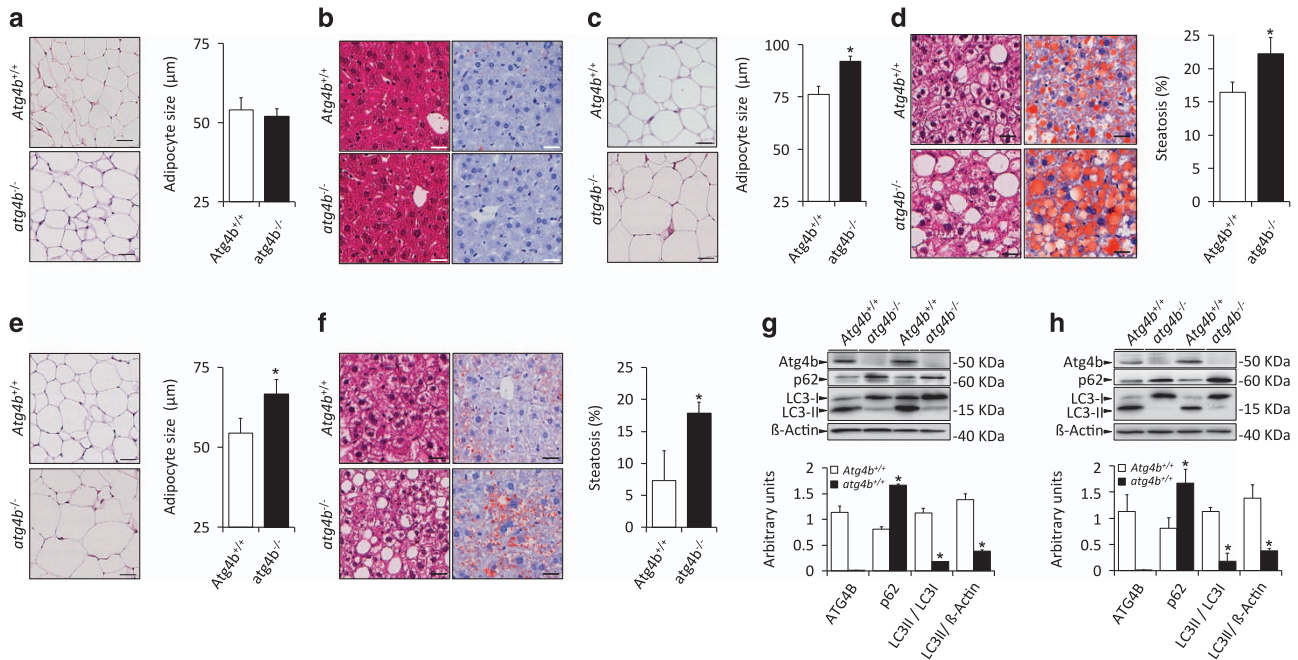 a
Atg4b+/+
atg4b-/-
Adipocyte size (µm)
75
50
25
Atg4b+/+
atg4b-/-
b
Atg4b+/+
atg4b-/-
c
Atg4b+/+
atg4b-/-
Adipocyte size (µm)
100
75
50
25
*
Atg4b+/+
atg4b-/-
d
Atg4b+/+
atg4b-/-
Steatosis (%)
25
20
15
10
5
0
*
Atg4b+/+
atg4b-/-
e
Atg4b+/+
atg4b-/-
Adipocyte size (µm)
75
50
25
*
Atg4b+/+
atg4b-/-
f
Atg4b+/+
atg4b-/-
Steatosis (%)
25
20
15
10
5
0
*
Atg4b+/+
atg4b-/-
g
Atg4b+/+
atg4b-/-
Atg4b+/+
atg4b-/-
Atg4b
-50 KDa
p62
-60 KDa
LC3-I
LC3-II
-15 KDa
ß-Actin
-40 KDa
Arbitrary units
2
1.5
1
0.5
0
Atg4b+/+
atg4b+/+
*
*
*
ATG4B
p62
LC3II / LC3I
LC3II/ ß-Actin
h
Atg4b+/+
atg4b-/-
Atg4b+/+
atg4b-/-
Atg4b
-50 KDa
p62
-60 KDa
LC3-I
LC3-II
-15 KDa
ß-Actin
-40 KDa
Arbitrary units
2
1.5
1
0.5
0
Atg4b+/+
atg4b+/+
*
*
*
ATG4B
p62
LC3II / LC3I
LC3II/ ß-Actin